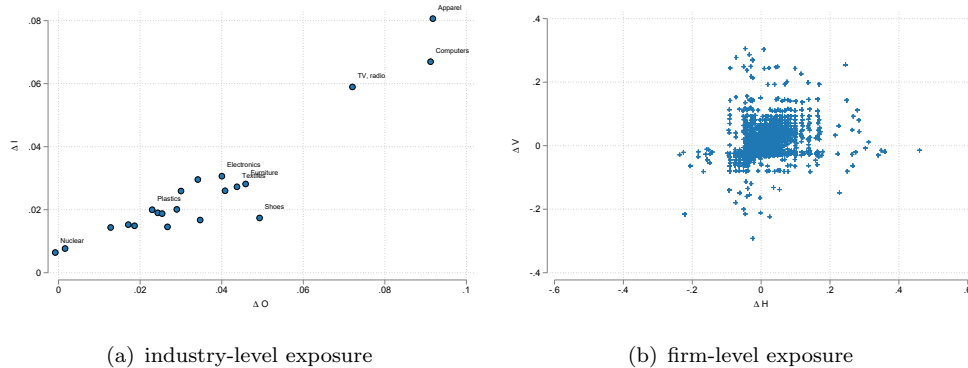 .08
.06
.04
.02
0
Δ I
Apparel
Computers
TV, radio
Electronics
Furniture
Textiles
Plastics
Shoes
Nuclear
0
.02
.04
.06
.08
.1
Δ O
(a) industry-level exposure
.4
.2
0
-.2
-.4
Δ V
-.6
-.4
-.2
0
.2
.4
.6
Δ H
(b) firm-level exposure